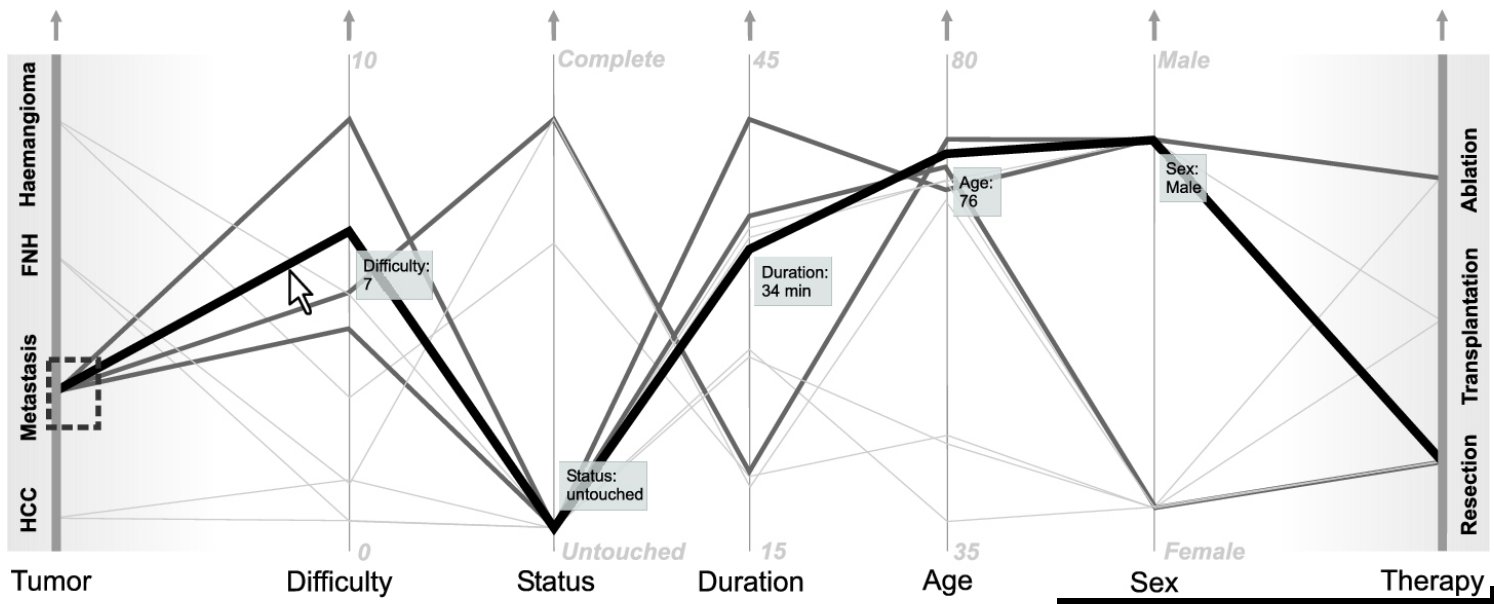 10
Complete
45
80
Male
Haemangioma
FNH
Metastasis
HCC
Difficulty:
7
Status:
untouched
Duration:
34 min
Age:
76
Sex:
Male
Ablation
Transplantation
Resection
0
Untouched
15
35
Female
Tumor
Difficulty
Status
Duration
Age
Sex
Therapy